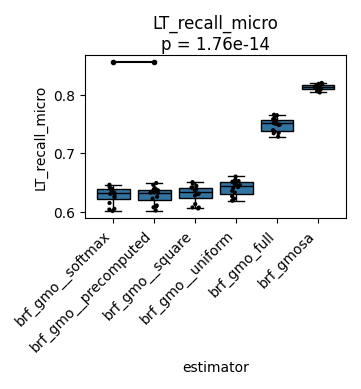 LT_recall_micro
p = 1.76e-14
LT_recall_micro
0.8
0.7
0.6
brf_gmo__softmax
brf_gmo__precomputed
brf_gmo__square
brf_gmo__uniform
brf_gmo_full
brf_gmosa
estimator